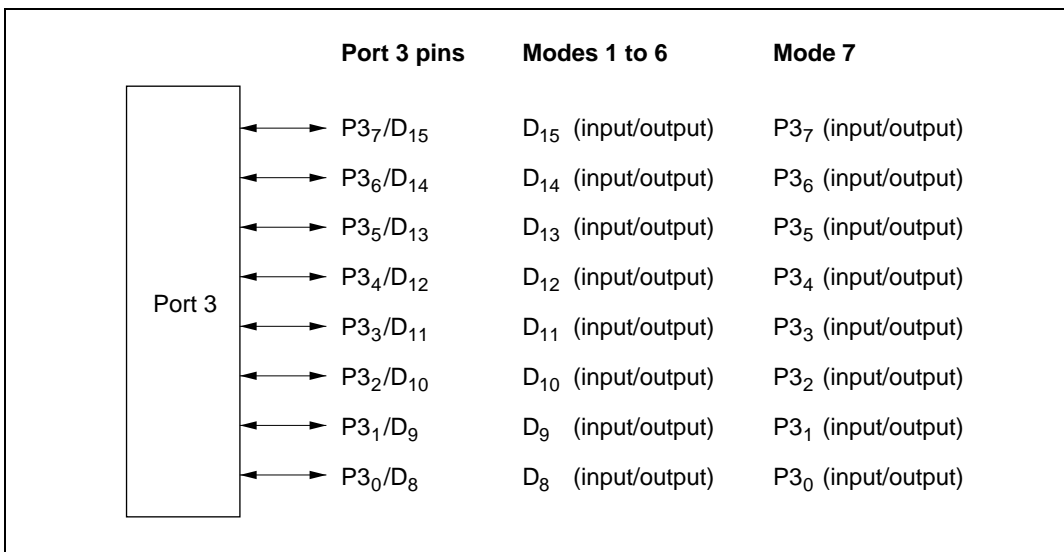 Port 3 pins Modes 1 to 6 Mode 7
P3₇/D₁₅ D₁₅ (input/output) P3₇ (input/output)
P3₆/D₁₄ D₁₄ (input/output) P3₆ (input/output)
P3₅/D₁₃ D₁₃ (input/output) P3₅ (input/output)
P3₄/D₁₂ D₁₂ (input/output) P3₄ (input/output)
Port 3
P3₃/D₁₁ D₁₁ (input/output) P3₃ (input/output)
P3₂/D₁₀ D₁₀ (input/output) P3₂ (input/output)
P3₁/D₉ D₉ (input/output) P3₁ (input/output)
P3₀/D₈ D₈ (input/output) P3₀ (input/output)